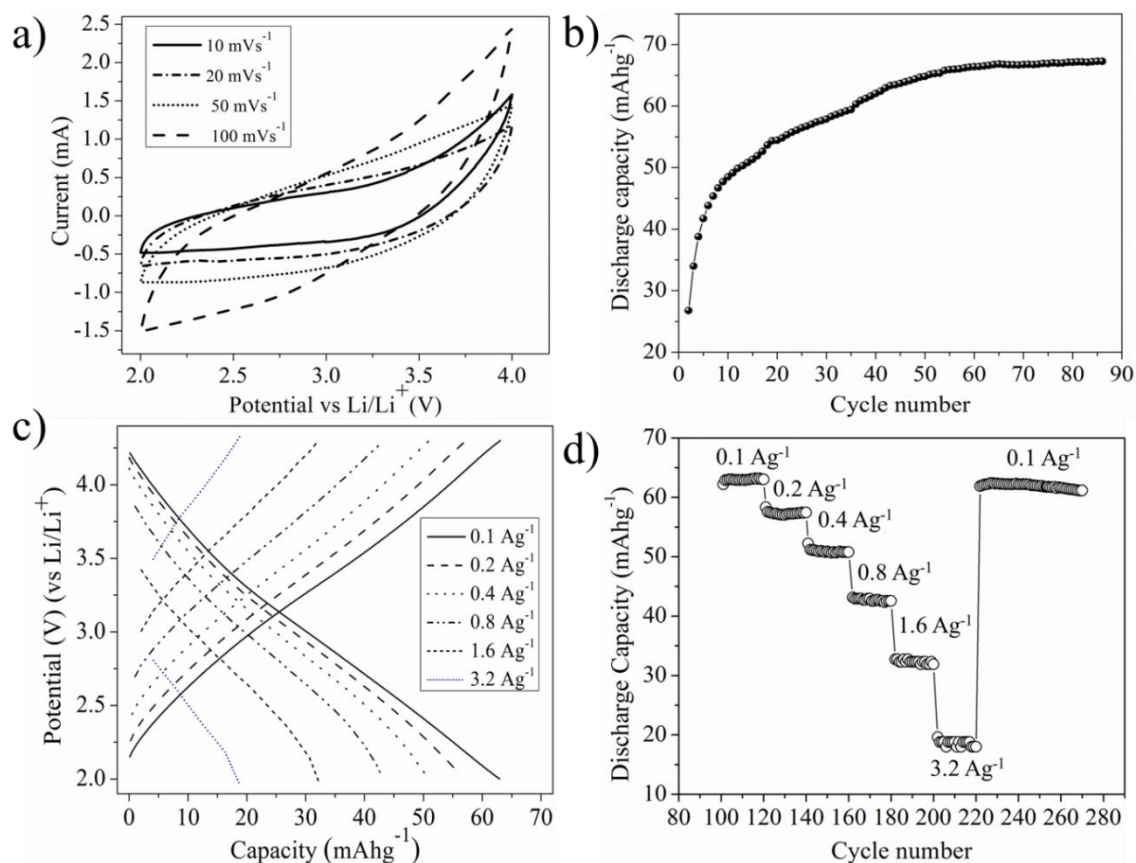 a)
2.5
2.0
1.5
1.0
0.5
0.0
-0.5
-1.0
-1.5
Current (mA)
10 mVs⁻¹
20 mVs⁻¹
50 mVs⁻¹
100 mVs⁻¹
2.0 2.5 3.0 3.5 4.0
Potential vs Li/Li⁺(V)
b)
70
60
50
40
30
20
Discharge capacity (mAhg⁻¹)
0 10 20 30 40 50 60 70 80 90
Cycle number
c)
4.0
3.5
3.0
2.5
2.0
Potential (V) (vs Li/Li⁺)
0.1 Ag⁻¹
0.2 Ag⁻¹
0.4 Ag⁻¹
0.8 Ag⁻¹
1.6 Ag⁻¹
3.2 Ag⁻¹
0 10 20 30 40 50 60 70
Capacity (mAhg⁻¹)
d)
70
60
50
40
30
20
10
Discharge Capacity (mAhg⁻¹)
0.1 Ag⁻¹
0.2 Ag⁻¹
0.4 Ag⁻¹
0.8 Ag⁻¹
1.6 Ag⁻¹
3.2 Ag⁻¹
0.1 Ag⁻¹
80 100 120 140 160 180 200 220 240 260 280
Cycle number